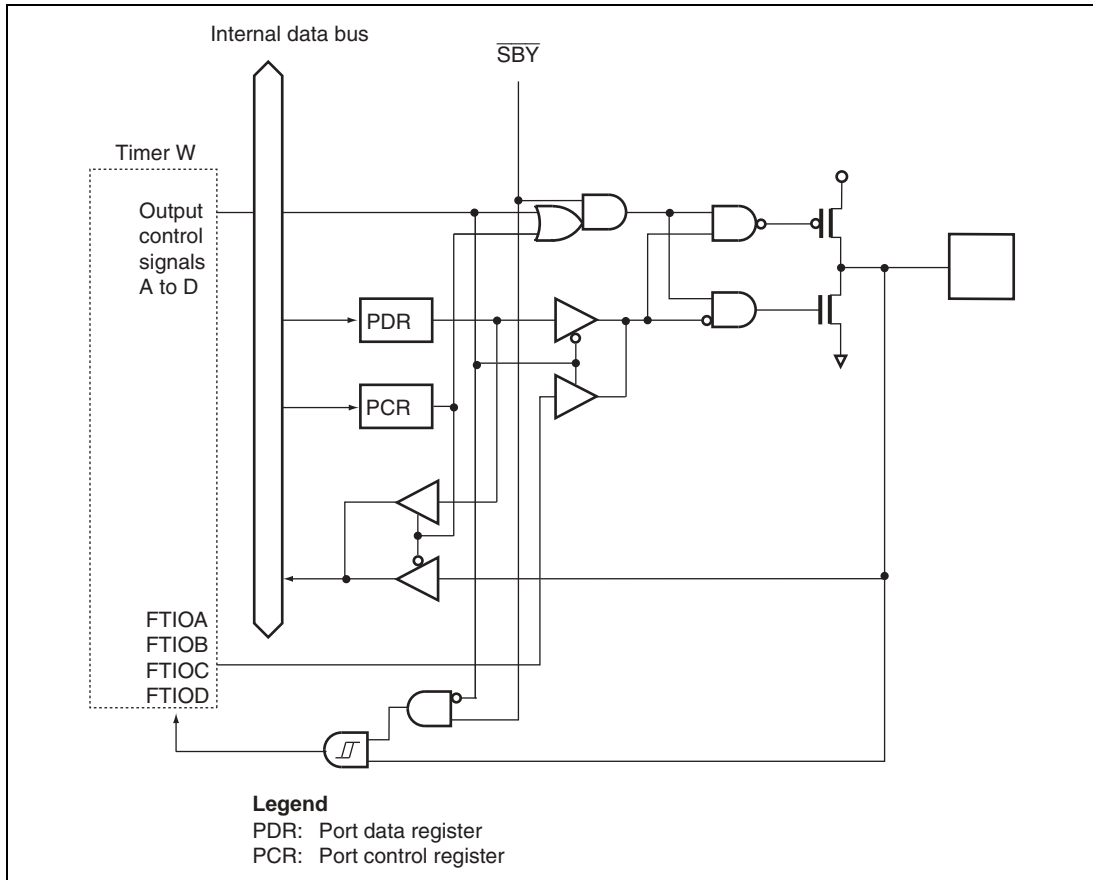 Internal data bus
SBY
Timer W
Output
control
signals
A to D
PDR
PCR
FTIOA
FTIOB
FTIOC
FTIOD
Legend
PDR: Port data register
PCR: Port control register